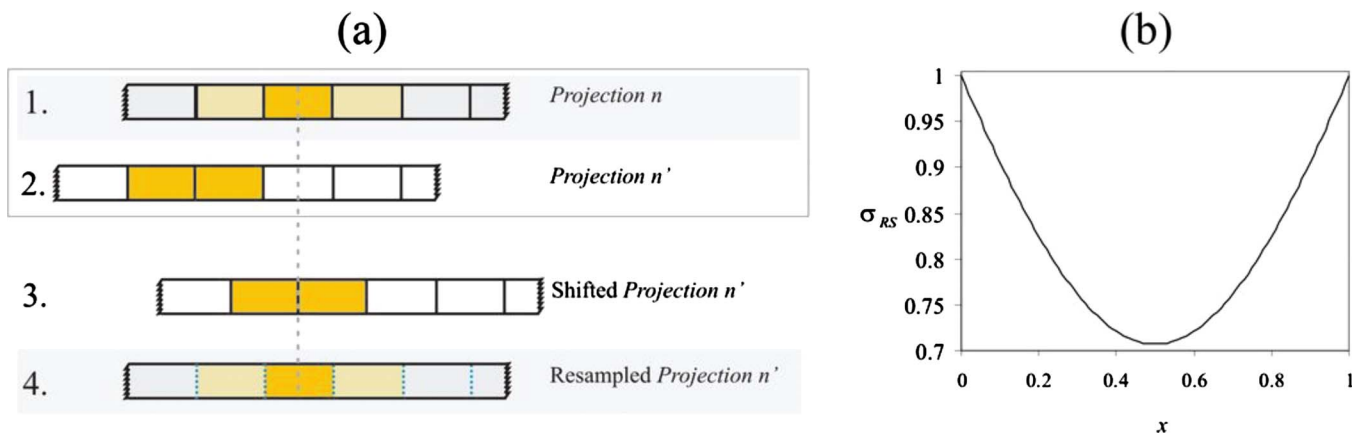 (a)
1. Projection n
2. Projection n’
3. Shifted Projection n’
4. Resampled Projection n’
(b)
1
0.95
0.9
σRS 0.85
0.8
0.75
0.7
0 0.2 0.4 0.6 0.8 1
x